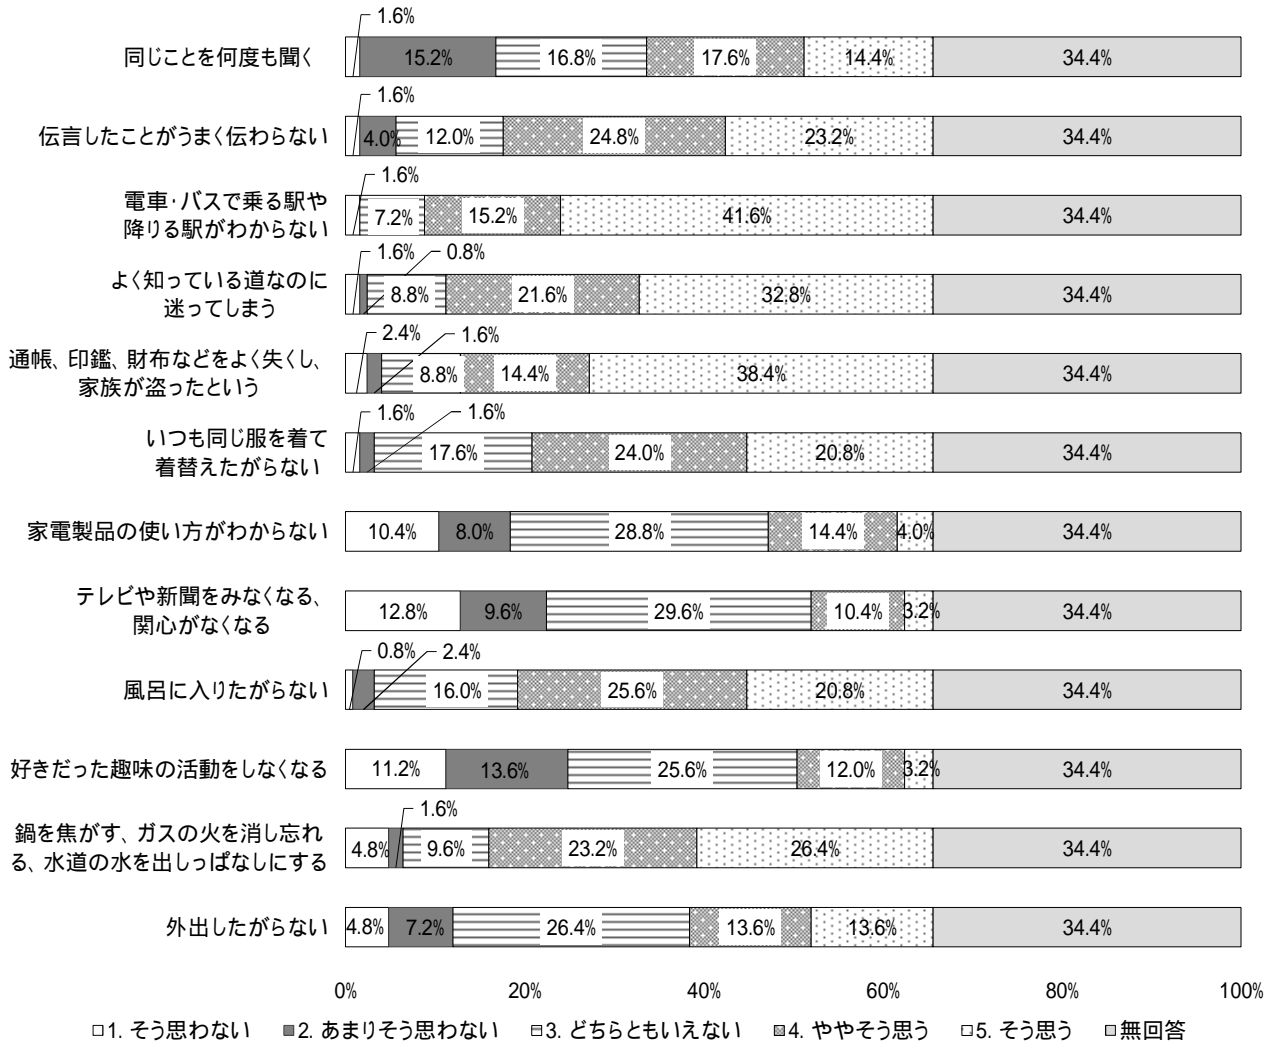 1.6%
同じことを何度も聞く 15.2% 16.8% 17.6% 14.4% 34.4%
1.6%
伝言したことがうまく伝わらない 4.0% 12.0% 24.8% 23.2% 34.4%
1.6%
電車・バスで乗る駅や
降りる駅がわからない 7.2% 15.2% 41.6% 34.4%
1.6% 0.8%
よく知っている道なのに
迷ってしまう 8.8% 21.6% 32.8% 34.4%
2.4% 1.6%
通帳、印鑑、財布などをよく失くし、
家族が盗ったという 8.8% 14.4% 38.4% 34.4%
1.6% 1.6%
いつも同じ服を着て
着替えたがらない 17.6% 24.0% 20.8% 34.4%
家電製品の使い方がわからない 10.4% 8.0% 28.8% 14.4% 4.0% 34.4%
テレビや新聞をみなくなる、
関心がなくなる 12.8% 9.6% 29.6% 10.4% 3.2% 34.4%
0.8% 2.4%
風呂に入りたがらない 16.0% 25.6% 20.8% 34.4%
好きだった趣味の活動をしなくなる 11.2% 13.6% 25.6% 12.0% 3.2% 34.4%
1.6%
鍋を焦がす、ガスの火を消し忘れ
る、水道の水を出しっぱなしにする 4.8% 9.6% 23.2% 26.4% 34.4%
外出したがらない 4.8% 7.2% 26.4% 13.6% 13.6% 34.4%
0% 20% 40% 60% 80% 100%
1. そう思わない 2. あまりそう思わない 3. どちらともいえない 4. ややそう思う 5. そう思う 無回答